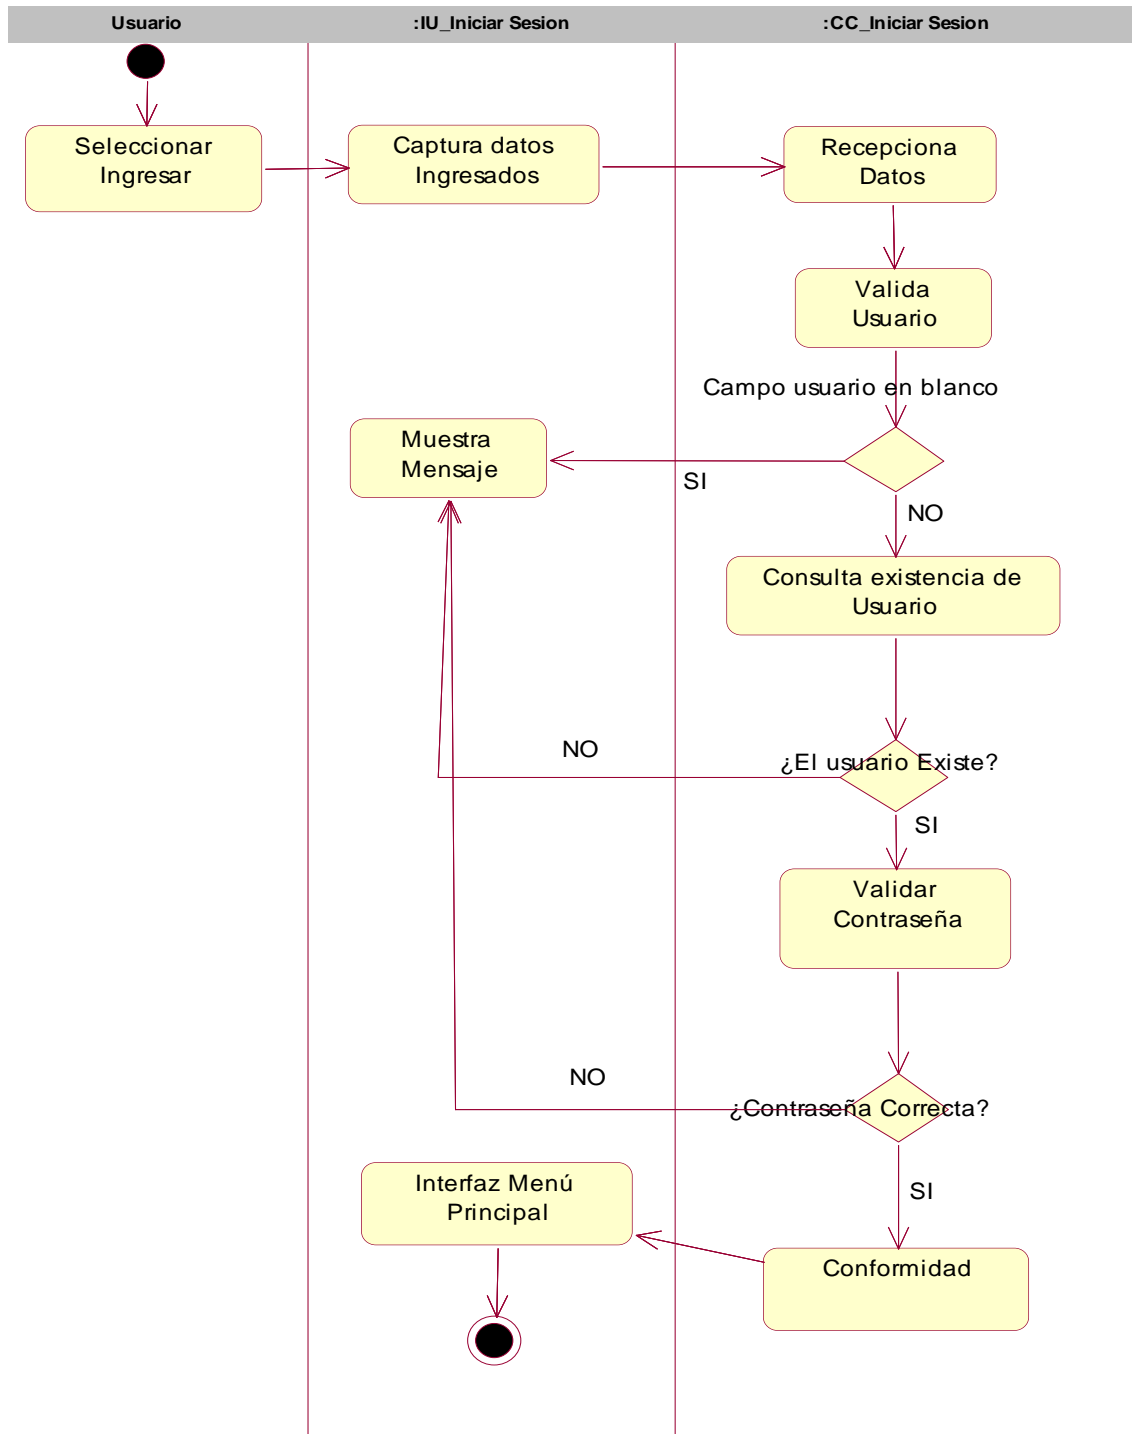 Usuario
:IU_Iniciar Sesion
:CC_Iniciar Sesion
Seleccionar
Ingresar
Captura datos
Ingresados
Recepciona
Datos
Valida
Usuario
Campo usuario en blanco
Muestra
Mensaje
SI
NO
Consulta existencia de
Usuario
NO
¿El usuario Existe?
SI
Validar
Contraseña
NO
¿Contraseña Correcta?
Interfaz Menú
Principal
SI
Conformidad